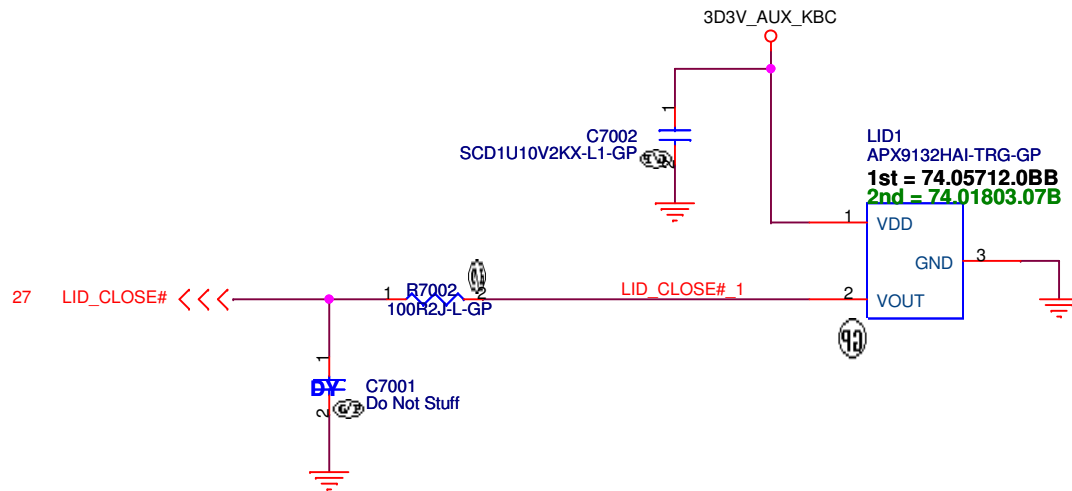 3D3V_AUX_KBC
1
C7002
SCD1U10V2KX-L1-GP
2
LID1
APX9132HAI-TRG-GP
1st = 74.05712.0BB
2nd = 74.01803.07B
1 VDD
GND 3
27 LID_CLOSE#
1 R7002 2
100R2J-L-GP
LID_CLOSE#_1
2 VOUT
GP
1
DY
C7001
Do Not Stuff
2